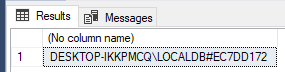 Results Messages
(No column name)
1 DESKTOP-IKKPMCQ\LOCALDB#EC7DD172